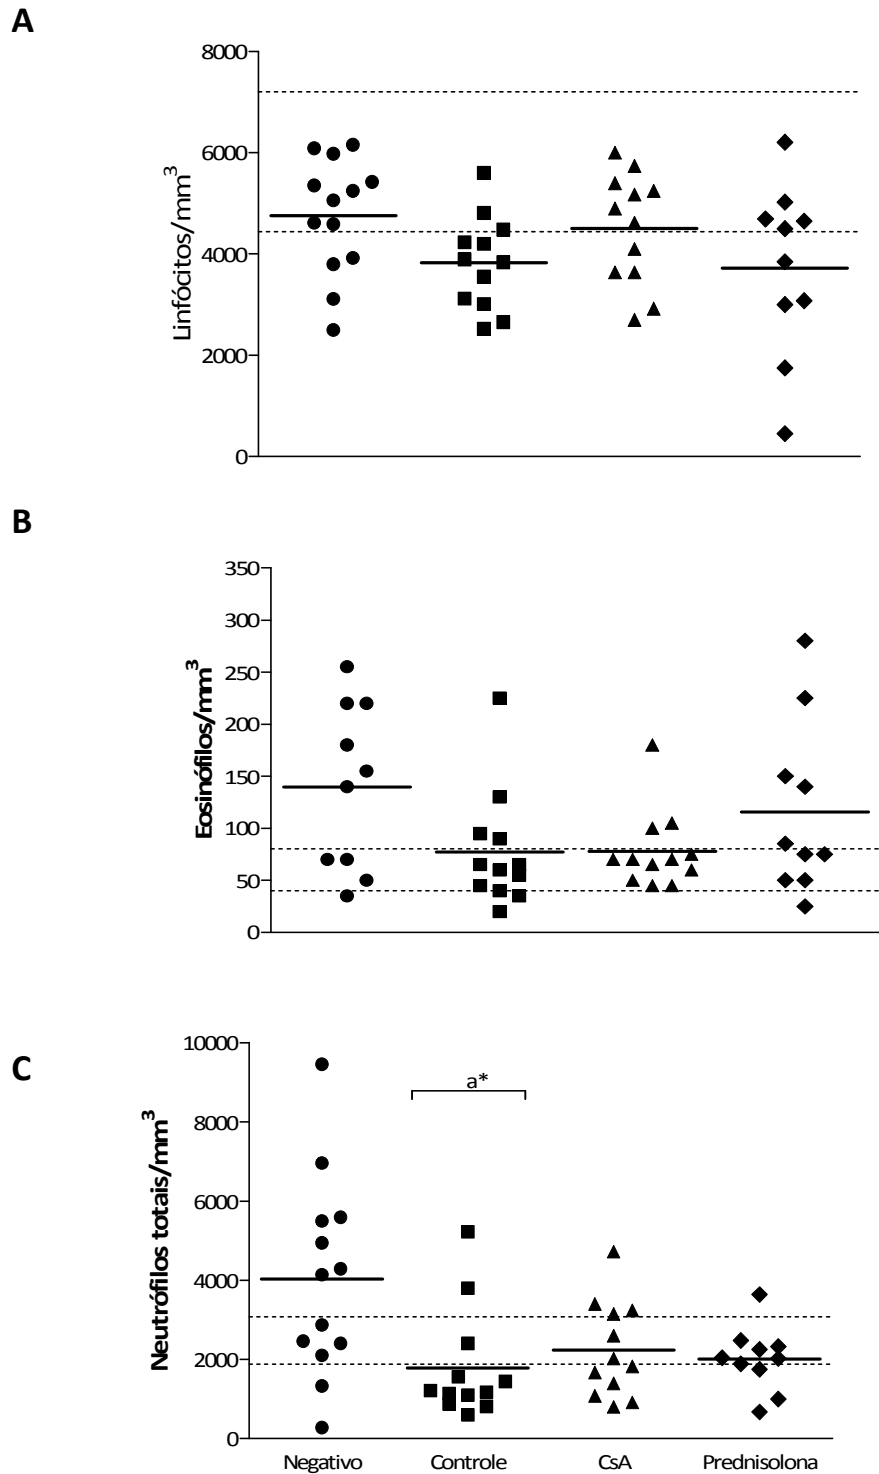 A
8000
6000
4000
2000
0
Linfócitos/mm³
B
350
300
250
200
150
100
50
0
Eosinófilos/mm³
C
10000
8000
6000
4000
2000
0
Neutrófilos totais/mm³
a*
Negativo Controle CsA Prednisolona